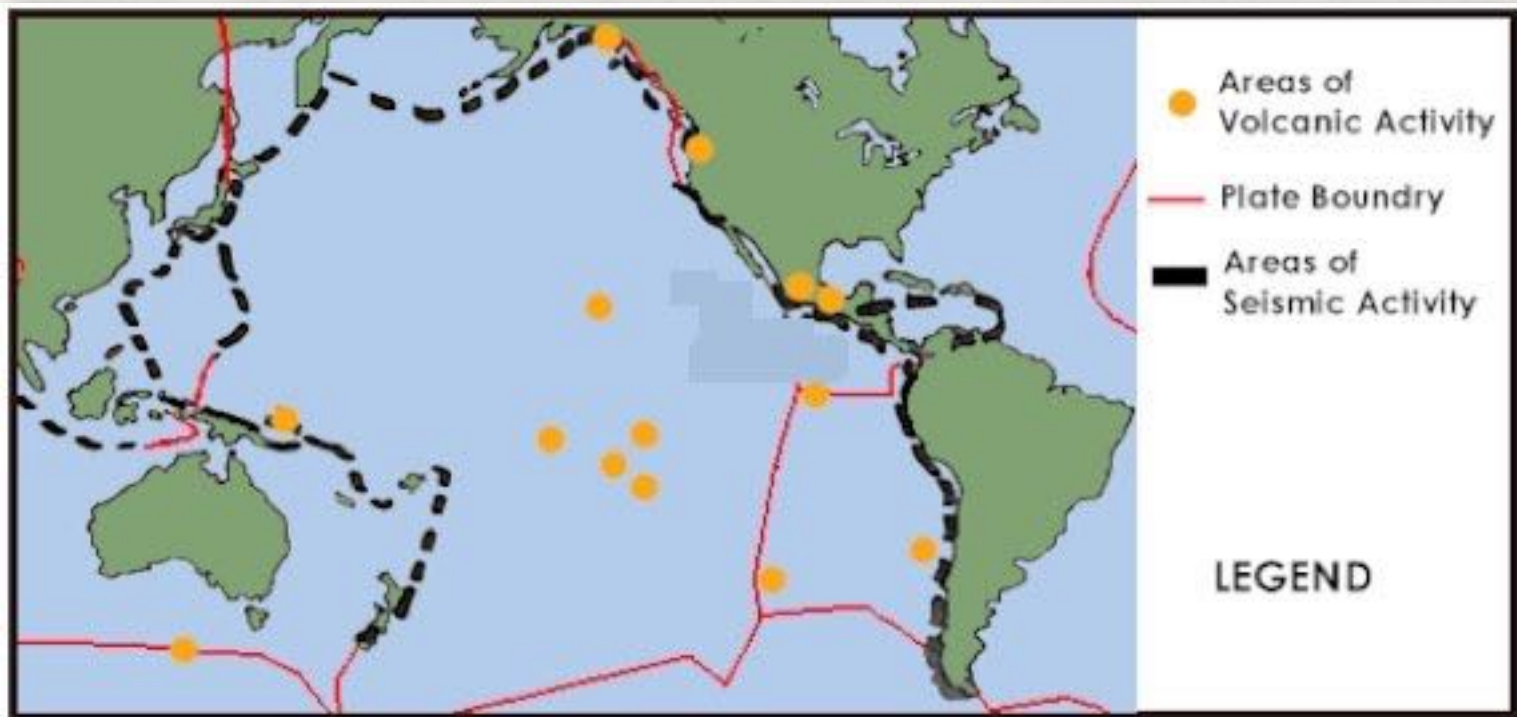 Areas of
Volcanic Activity
Plate Boundry
Areas of
Seismic Activity
LEGEND